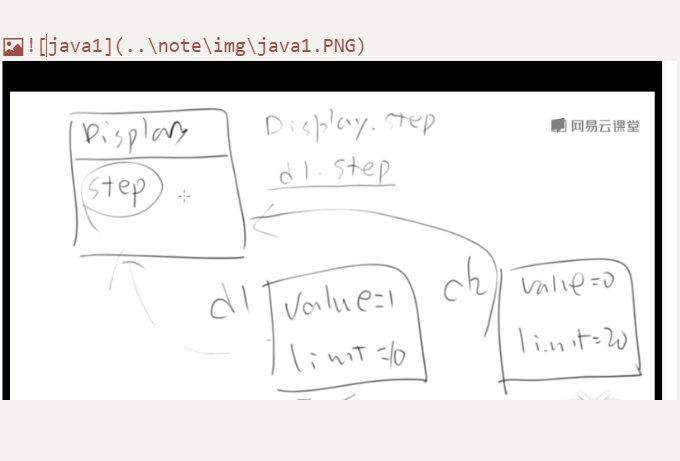 ![java1](..\note\img\java1.PNG)
Display
Display.step
网易云课堂
step
d1.step
d1
value=1
limit=10
value=0
limit=20